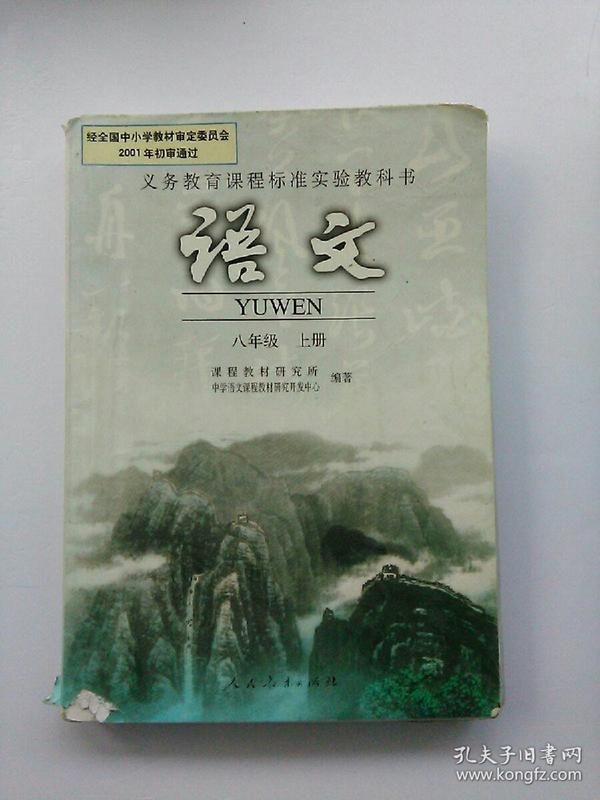 经全国中小学教材审定委员会
2001年初审通过
义务教育课程标准实验教科书
语文
YUWEN
八年级 上册
课程教材研究所
中学语文课程教材研究开发中心
编著
人民教育出版社
孔夫子旧书网
www.kongfz.com